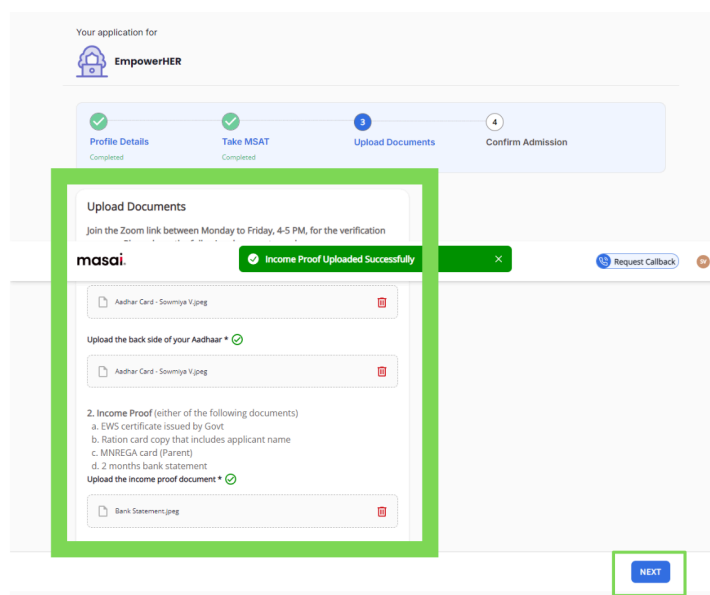 Your application for
EmpowerHER
3
4
Profile Details
Take MSAT
Upload Documents
Confirm Admission
Completed
Completed
Upload Documents
Join the Zoom link between Monday to Friday, 4-5 PM, for the verification
masai.
Income Proof Uploaded Successfully
Request Callback
SV
Aadhar Card - Sowmiya V.jpeg
Upload the back side of your Aadhaar *
Aadhar Card - Sowmiya V.jpeg
2. Income Proof (either of the following documents)
a. EWS certificate issued by Govt
b. Ration card copy that includes applicant name
c. MNREGA card (Parent)
d. 2 months bank statement
Upload the income proof document *
Bank Statement.jpeg
NEXT